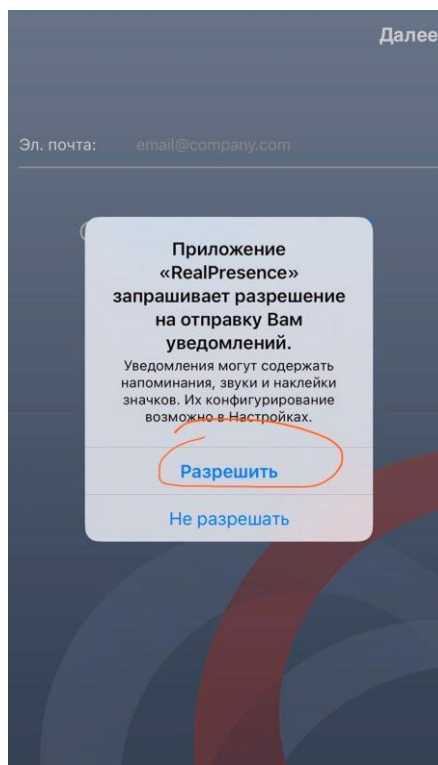 Далее
Эл. почта: email@company.com
Приложение
«RealPresence»
запрашивает разрешение
на отправку Вам
уведомлений.
Уведомления могут содержать
напоминания, звуки и наклейки
значков. Их конфигурирование
возможно в Настройках.
Разрешить
Не разрешать